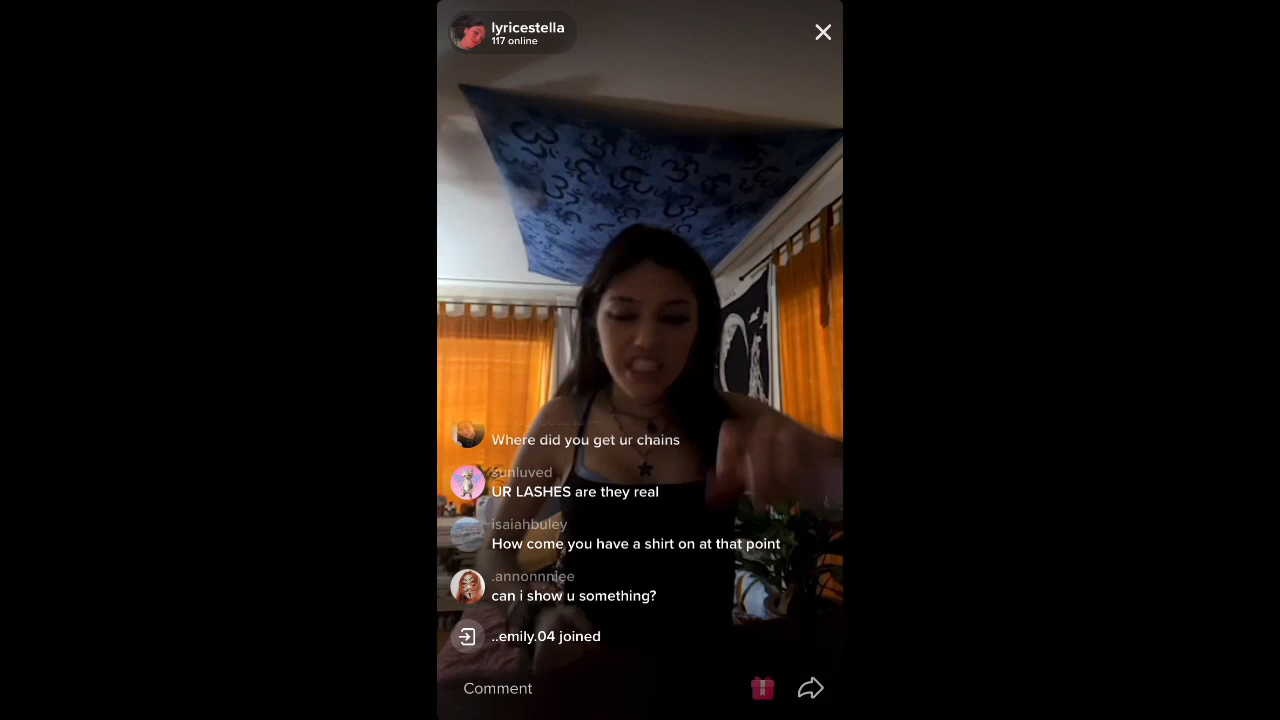 lyricestella
117 online
Where did you get ur chains
sunluved
UR LASHES are they real
isaiahbuley
How come you have a shirt on at that point
.annonnniee
can i show u something?
..emily.04 joined
Comment